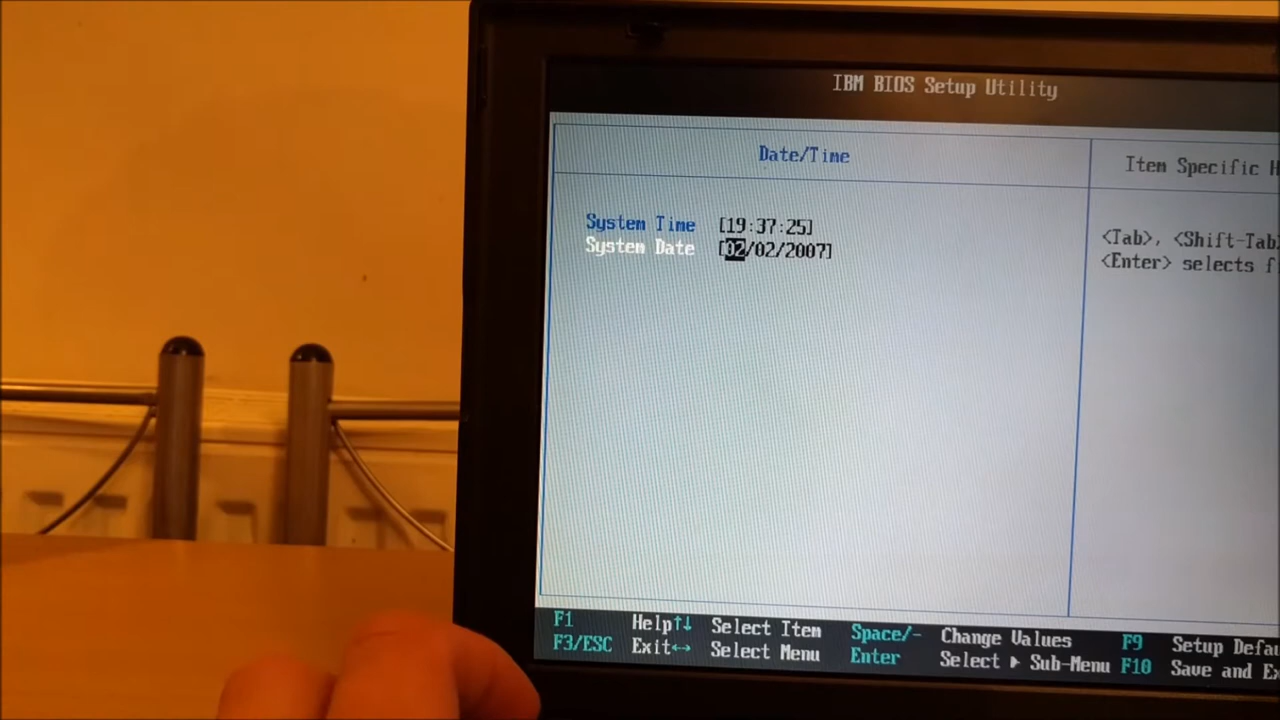 IBM BIOS Setup Utility
Date/Time
Item Specific
System Time [19:37:25]
System Date [02/02/2007]
<Tab>, <Shift-Tab
<Enter> selects
F1 Help ↑↓ Select Item Space/- Change Values F9 Setup Defau
F3/ESC Exit ↔ Select Menu Enter Select ▶ Sub-Menu F10 Save and Ex